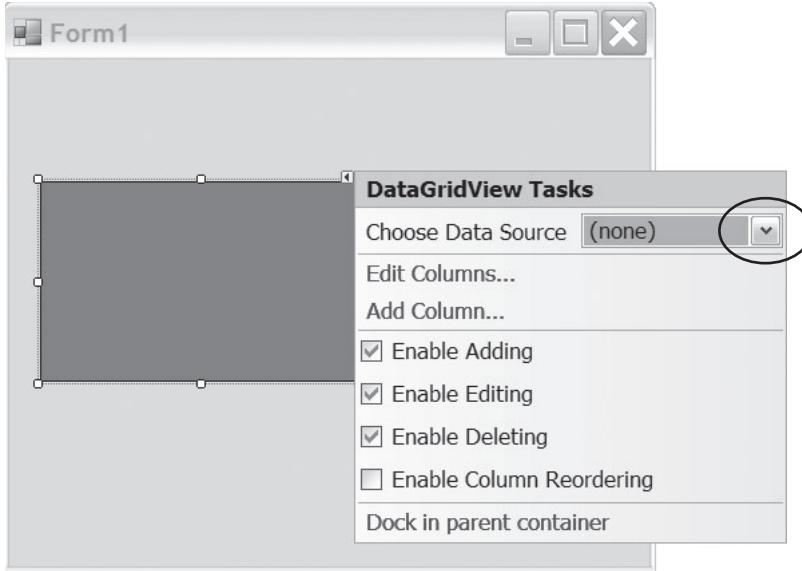 Form1
DataGridView Tasks
Choose Data Source (none)
Edit Columns...
Add Column...
Enable Adding
Enable Editing
Enable Deleting
Enable Column Reordering
Dock in parent container